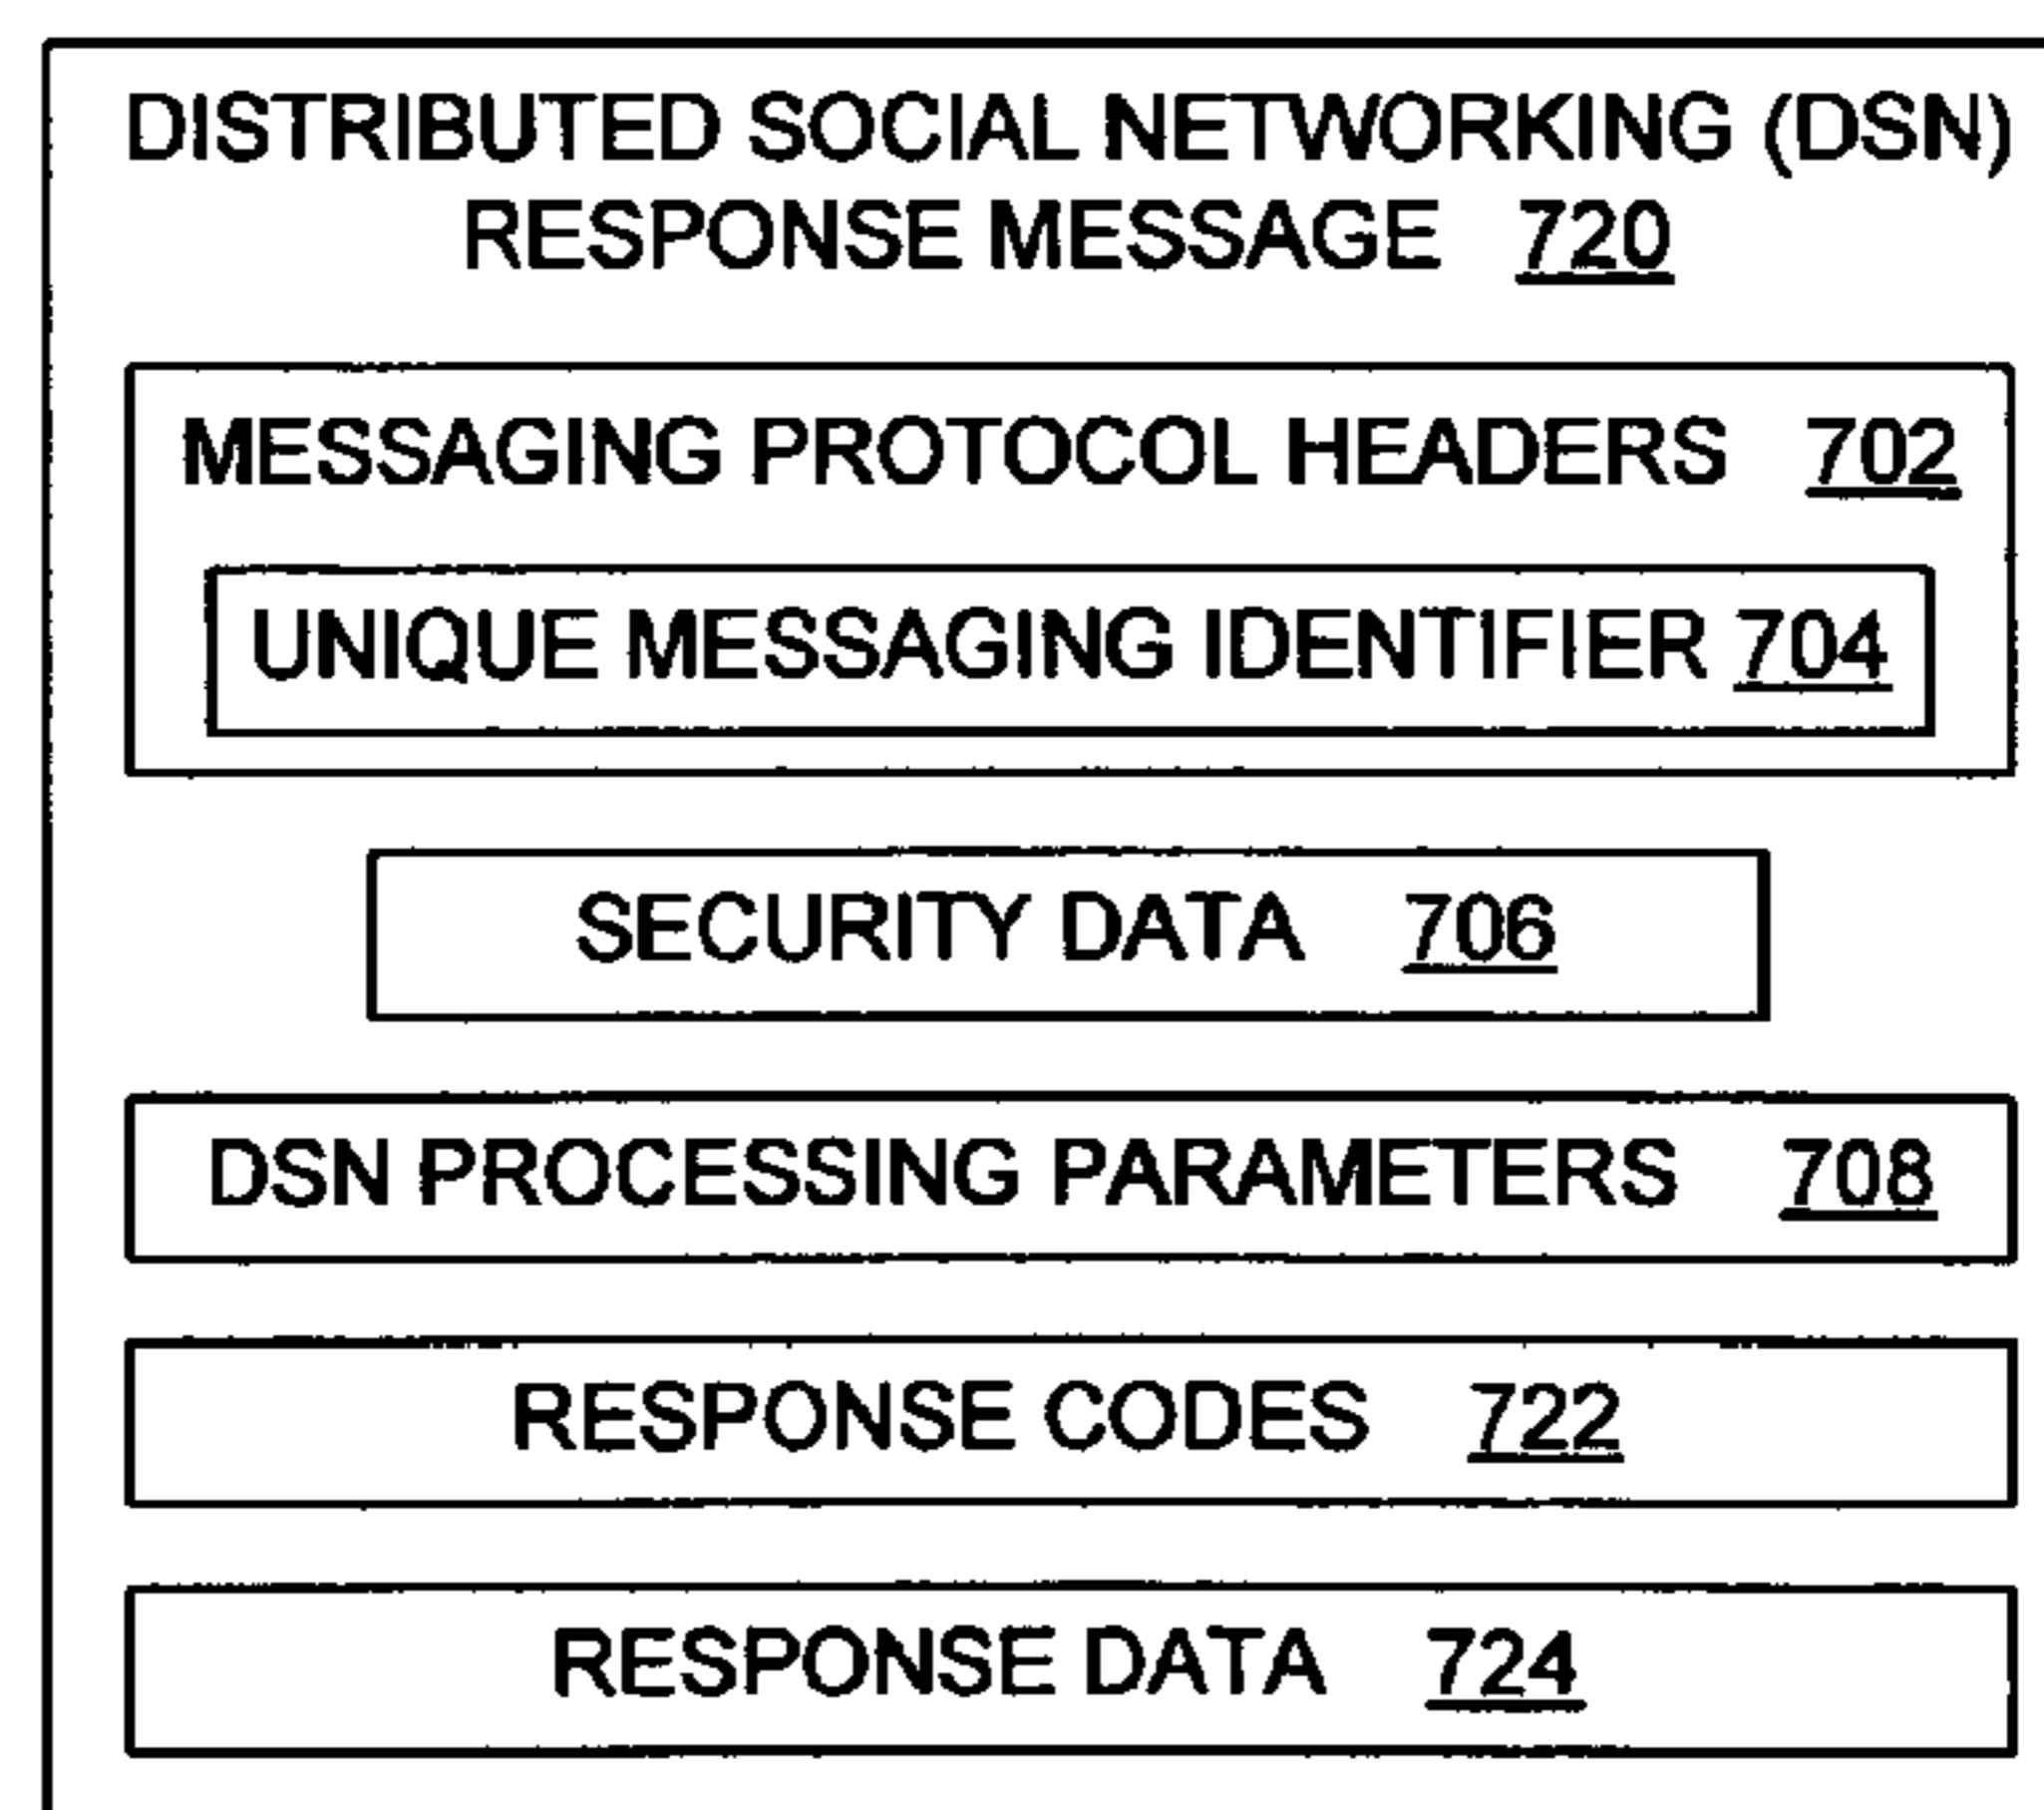 DISTRIBUTED SOCIAL NETWORKING (DSN)
RESPONSE MESSAGE 720
MESSAGING PROTOCOL HEADERS 702
UNIQUE MESSAGING IDENTIFIER 704
SECURITY DATA 706
DSN PROCESSING PARAMETERS 708
RESPONSE CODES 722
RESPONSE DATA 724